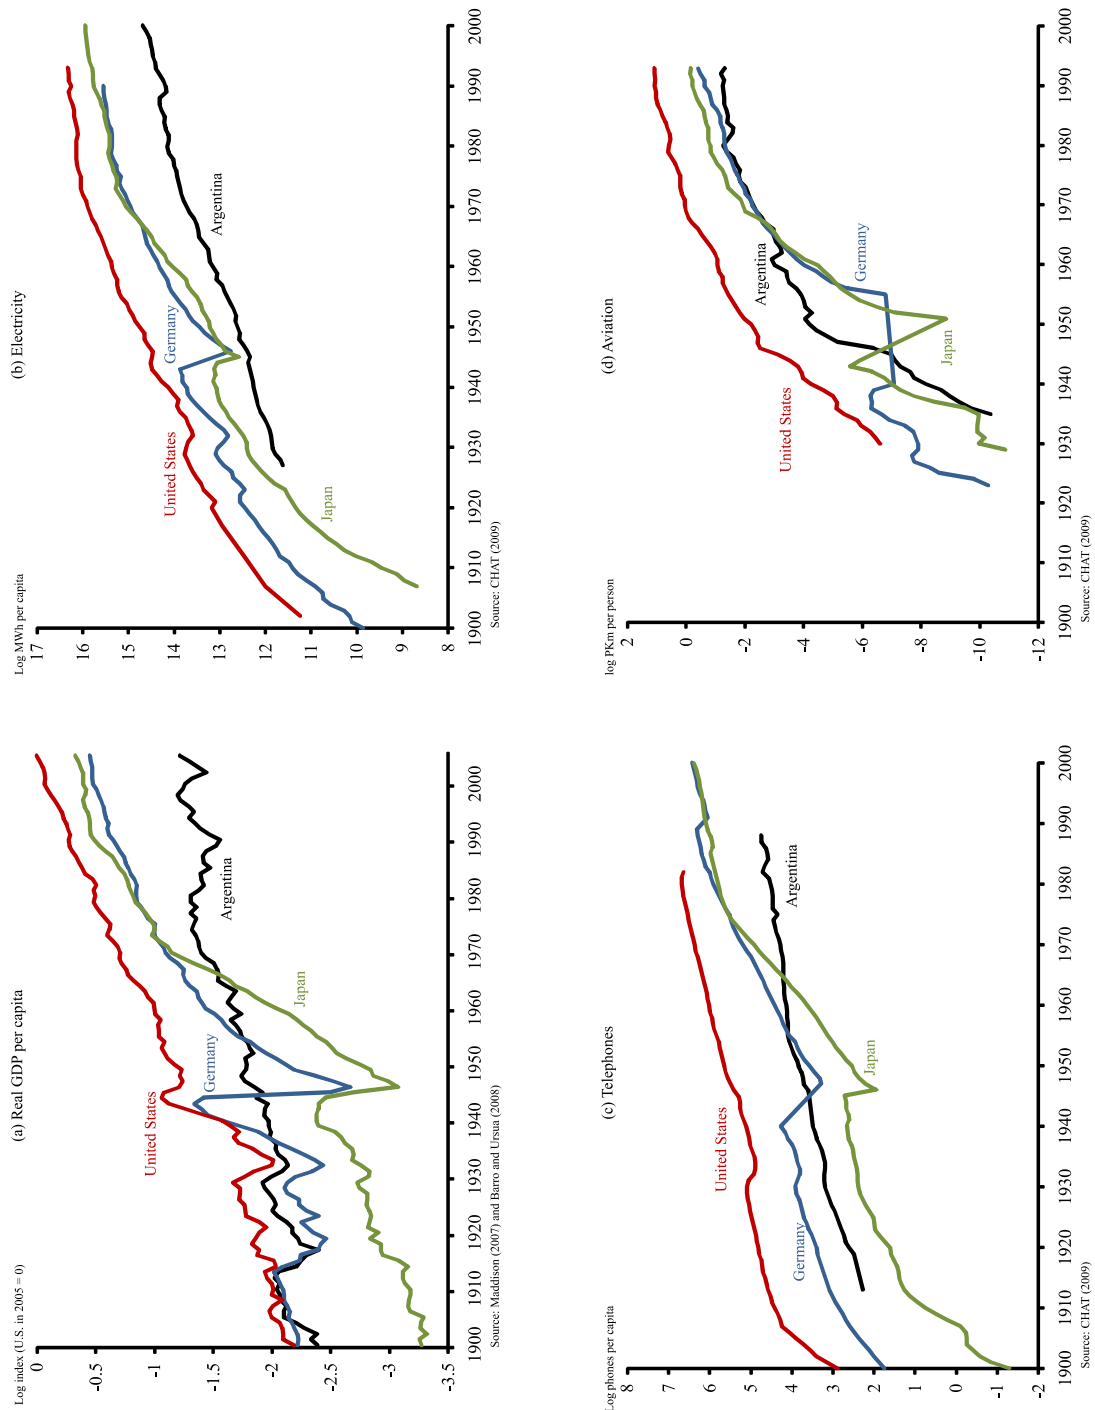 (a) Real GDP per capita
Log index (U.S. in 2005 = 0)
0
-0.5
-1
-1.5
-2
-2.5
-3
-3.5
United States
Germany
Argentina
Japan
1900 1910 1920 1930 1940 1950 1960 1970 1980 1990 2000
Source: Maddison (2007) and Barro and Ursua (2008)
(b) Electricity
Log MWh per capita
17
16
15
14
13
12
11
10
9
8
United States
Germany
Argentina
Japan
1900 1910 1920 1930 1940 1950 1960 1970 1980 1990 2000
Source: CHAT (2009)
(c) Telephones
Log phones per capita
8
7
6
5
4
3
2
1
0
-1
-2
United States
Germany
Argentina
Japan
1900 1910 1920 1930 1940 1950 1960 1970 1980 1990 2000
Source: CHAT (2009)
(d) Aviation
log PKm per person
2
0
-2
-4
-6
-8
-10
-12
United States
Argentina
Germany
Japan
1900 1910 1920 1930 1940 1950 1960 1970 1980 1990 2000
Source: CHAT (2009)